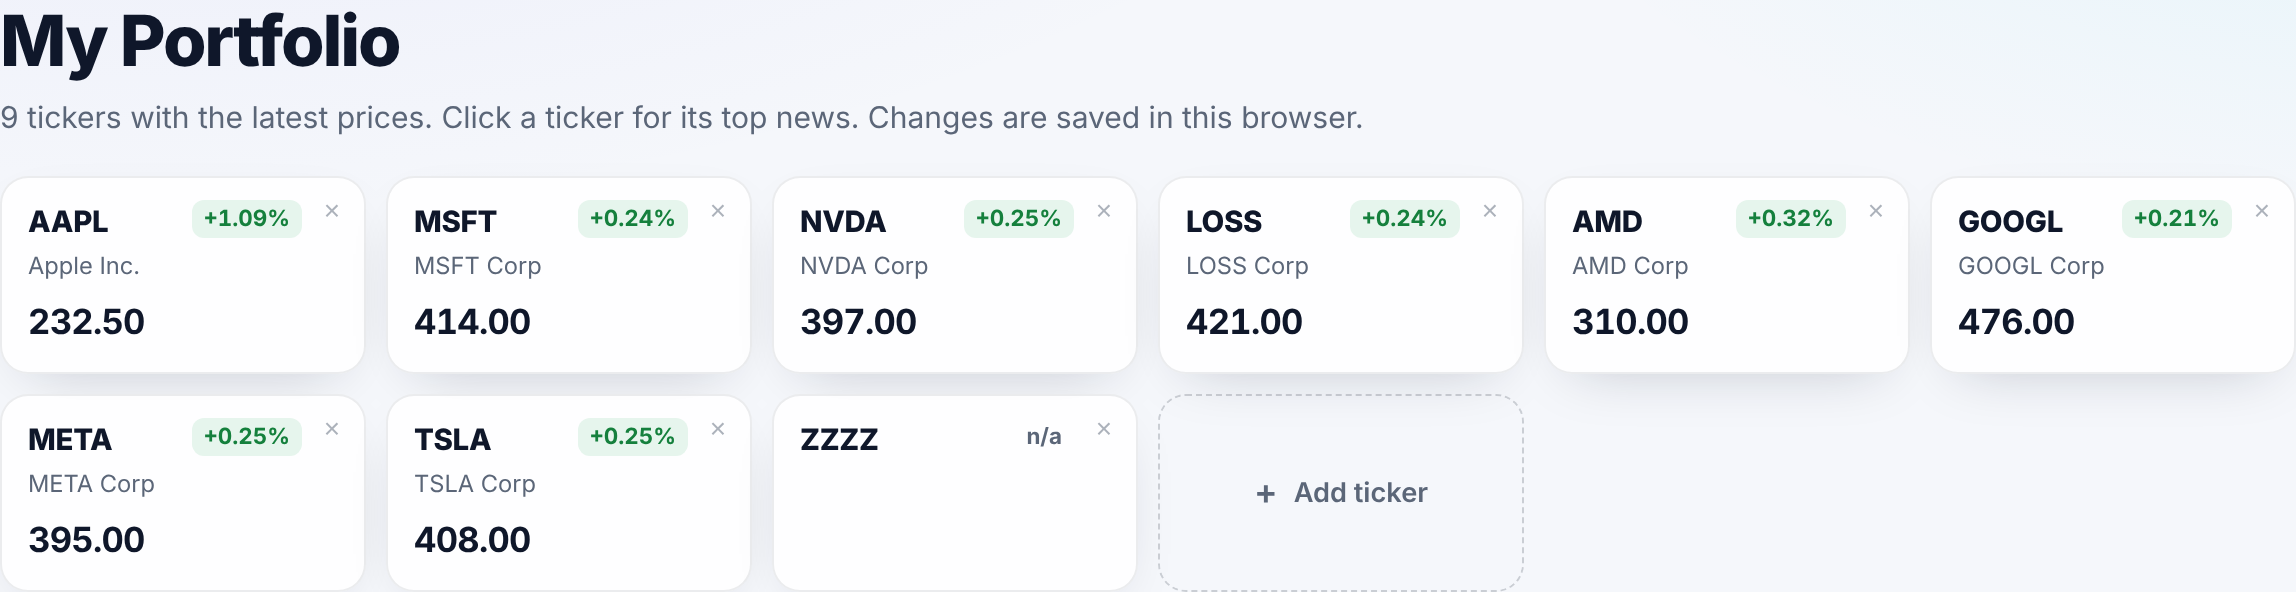 My Portfolio
9 tickers with the latest prices. Click a ticker for its top news. Changes are saved in this browser.
AAPL +1.09% ×
Apple Inc.
232.50
MSFT +0.24% ×
MSFT Corp
414.00
NVDA +0.25% ×
NVDA Corp
397.00
LOSS +0.24% ×
LOSS Corp
421.00
AMD +0.32% ×
AMD Corp
310.00
GOOGL +0.21% ×
GOOGL Corp
476.00
META +0.25% ×
META Corp
395.00
TSLA +0.25% ×
TSLA Corp
408.00
ZZZZ n/a ×
+ Add ticker